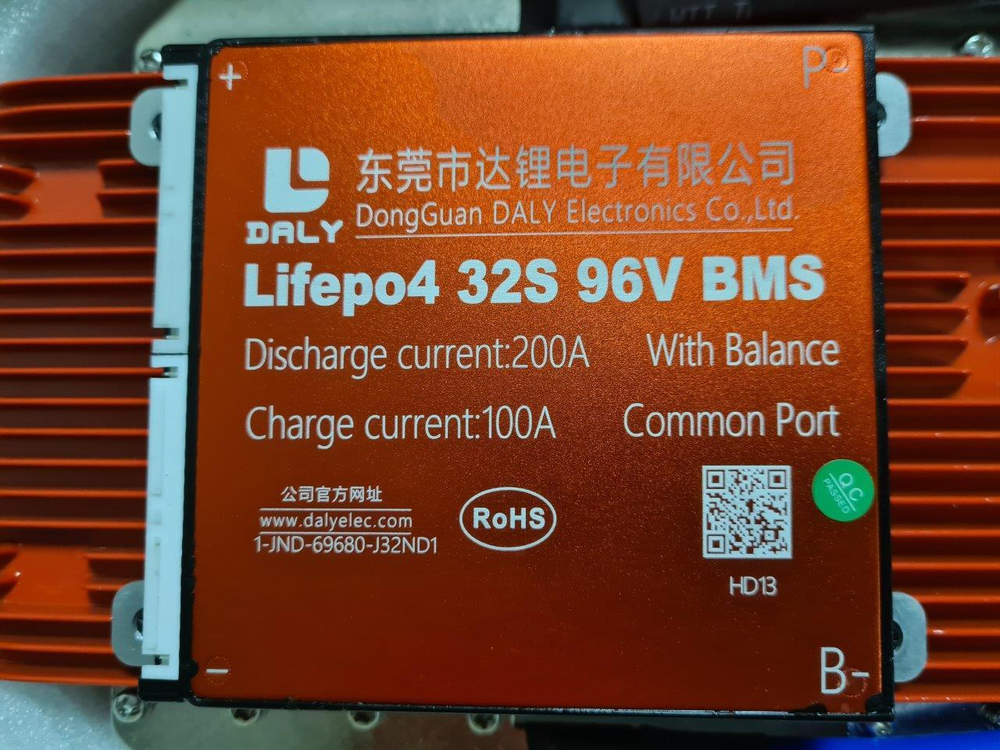 +
P-
DALY
东莞市达锂电子有限公司
DongGuan DALY Electronics Co.,Ltd.
Lifepo4 32S 96V BMS
Discharge current:200A With Balance
Charge current:100A Common Port
公司官方网址
www.dalyelec.com
1-JND-69680-J32ND1
RoHS
QC
PASSED
HD13
-
B-